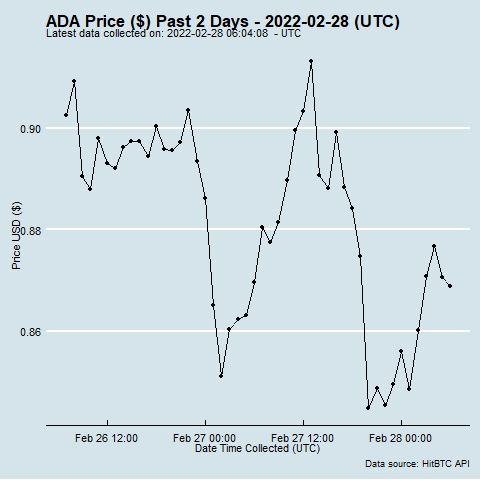 ADA Price ($) Past 2 Days - 2022-02-28 (UTC)
Latest data collected on: 2022-02-28 06:04:08 - UTC
0.90
0.88
0.86
Price USD ($)
Feb 26 12:00 Feb 27 00:00 Feb 27 12:00 Feb 28 00:00
Date Time Collected (UTC)
Data source: HitBTC API